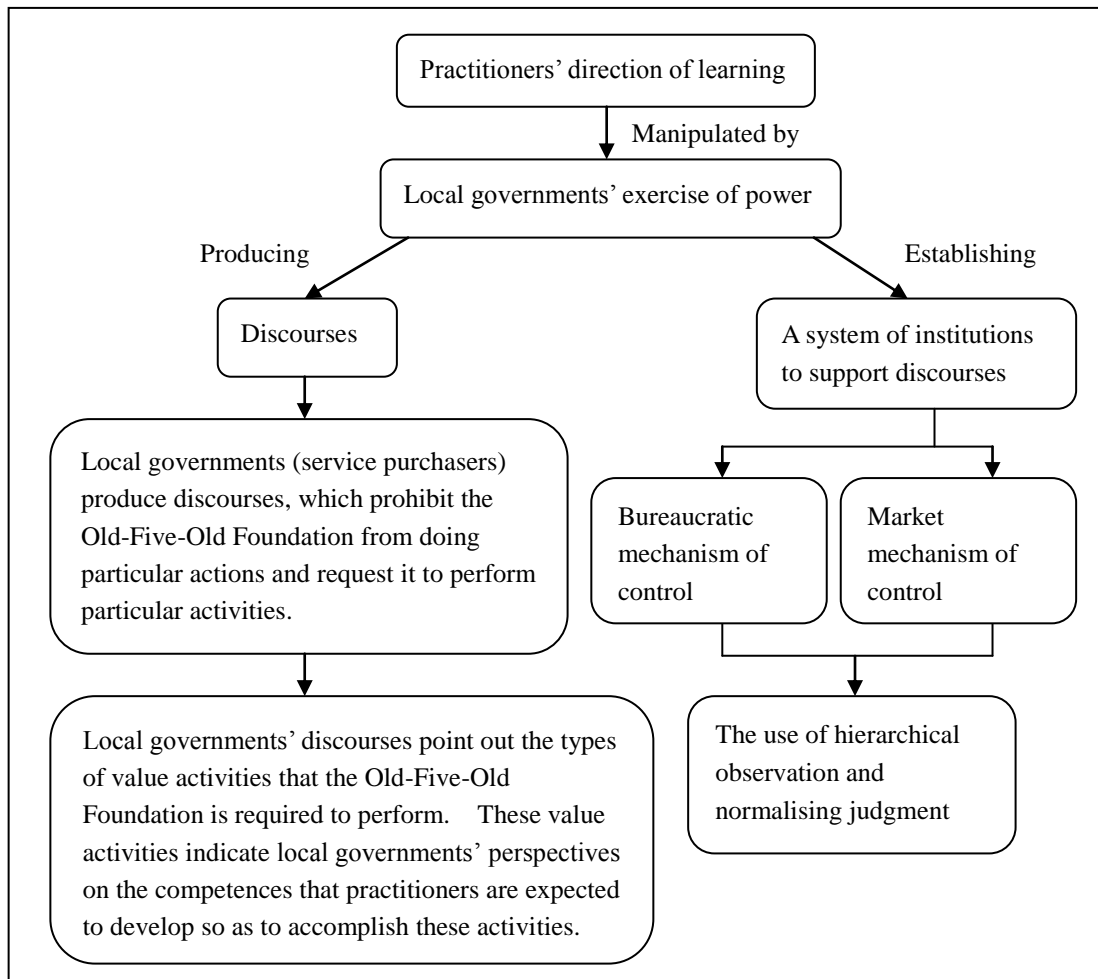 Practitioners’ direction of learning
Manipulated by
Local governments’ exercise of power
Producing
Establishing
Discourses
A system of institutions
to support discourses
Local governments (service purchasers)
produce discourses, which prohibit the
Old-Five-Old Foundation from doing
particular actions and request it to perform
particular activities.
Bureaucratic
mechanism of
control
Market
mechanism of
control
Local governments’ discourses point out the types
of value activities that the Old-Five-Old
Foundation is required to perform. These value
activities indicate local governments’ perspectives
on the competences that practitioners are expected
to develop so as to accomplish these activities.
The use of hierarchical
observation and
normalising judgment